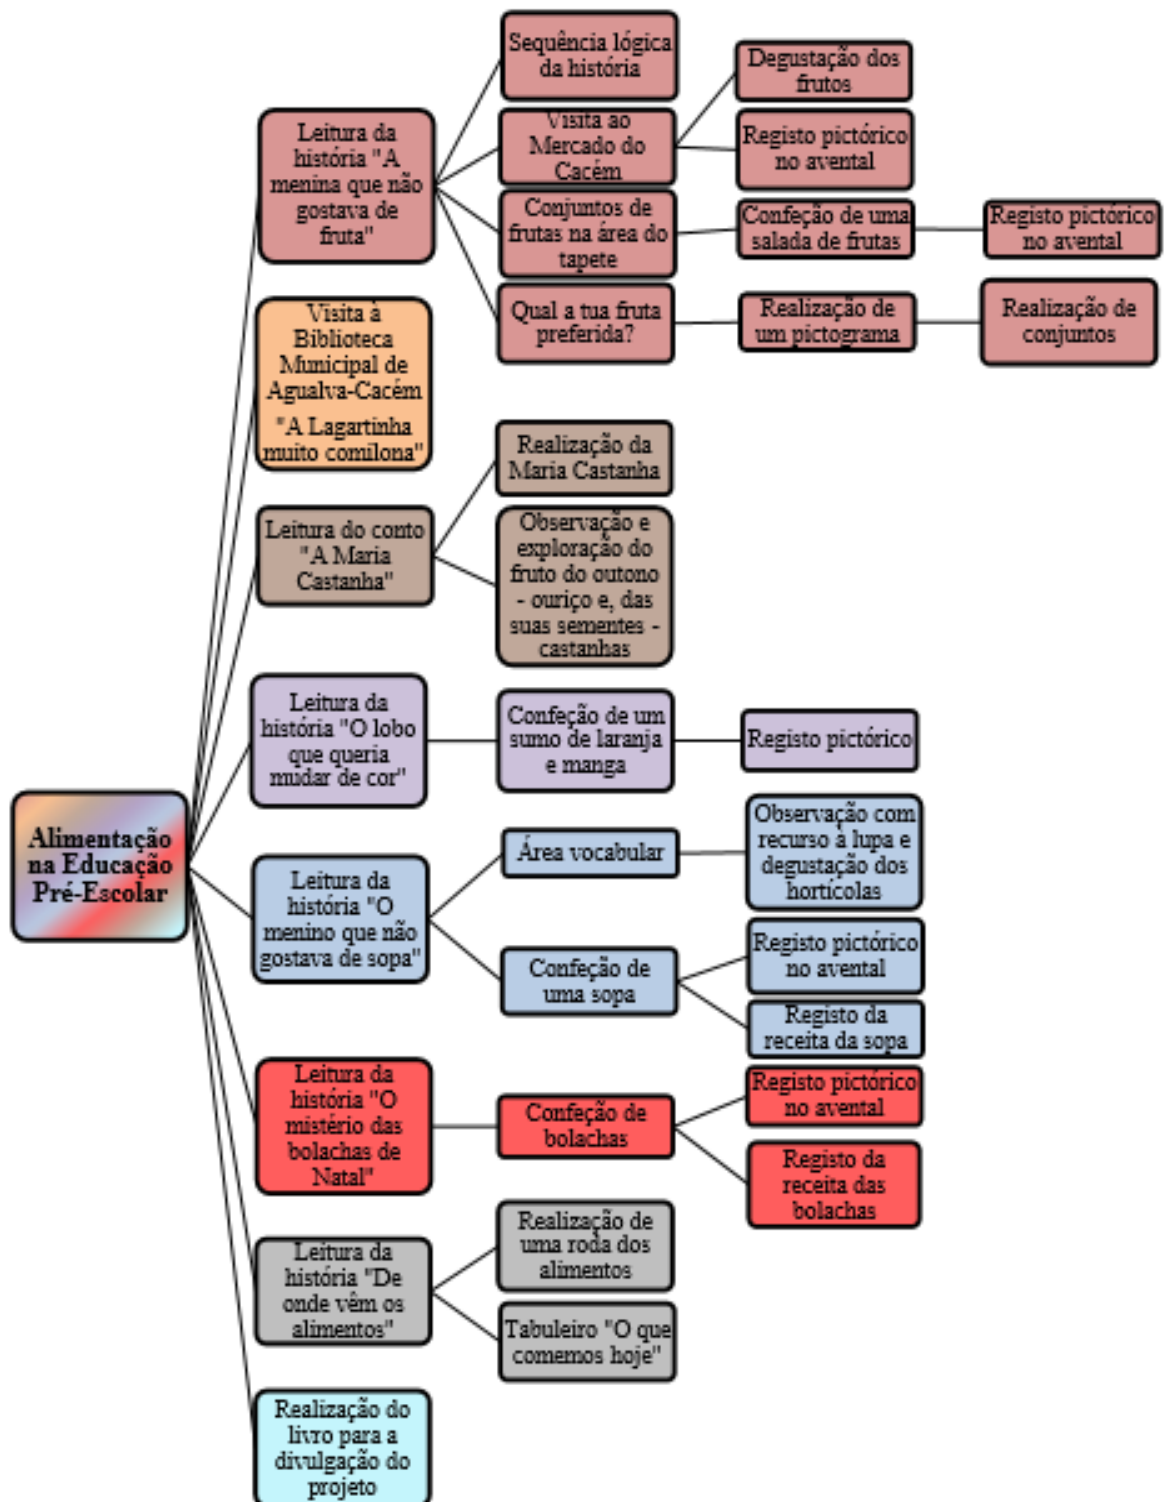 Alimentação
na Educação
Pré-Escolar
Leitura da
história "A
menina que não
gostava de
fruta"
Sequência lógica
da história
Visita ao
Mercado do
Cacém
Degustação dos
frutos
Registo pictórico
no avental
Conjuntos de
frutas na área do
tapete
Confeção de uma
salada de frutas
Registo pictórico
no avental
Qual a tua fruta
preferida?
Realização de
um pictograma
Realização de
conjuntos
Visita à
Biblioteca
Municipal de
Agualva-Cacém
"A Lagartinha
muito comilona"
Leitura do conto
"A Maria
Castanha"
Realização da
Maria Castanha
Observação e
exploração do
fruto do outono
- ouriço e, das
suas sementes -
castanhas
Leitura da
história "O lobo
que queria
mudar de cor"
Confeção de um
sumo de laranja
e manga
Registo pictórico
Leitura da
história "O
menino que não
gostava de sopa"
Área vocabular
Observação com
recurso à lupa e
degustação dos
hortícolas
Confeção de
uma sopa
Registo pictórico
no avental
Registo da
receita da sopa
Leitura da
história "O
mistério das
bolachas de
Natal"
Confeção de
bolachas
Registo pictórico
no avental
Registo da
receita das
bolachas
Leitura da
história "De
onde vêm os
alimentos"
Realização de
uma roda dos
alimentos
Tabuleiro "O que
comemos hoje"
Realização do
livro para a
divulgação do
projeto